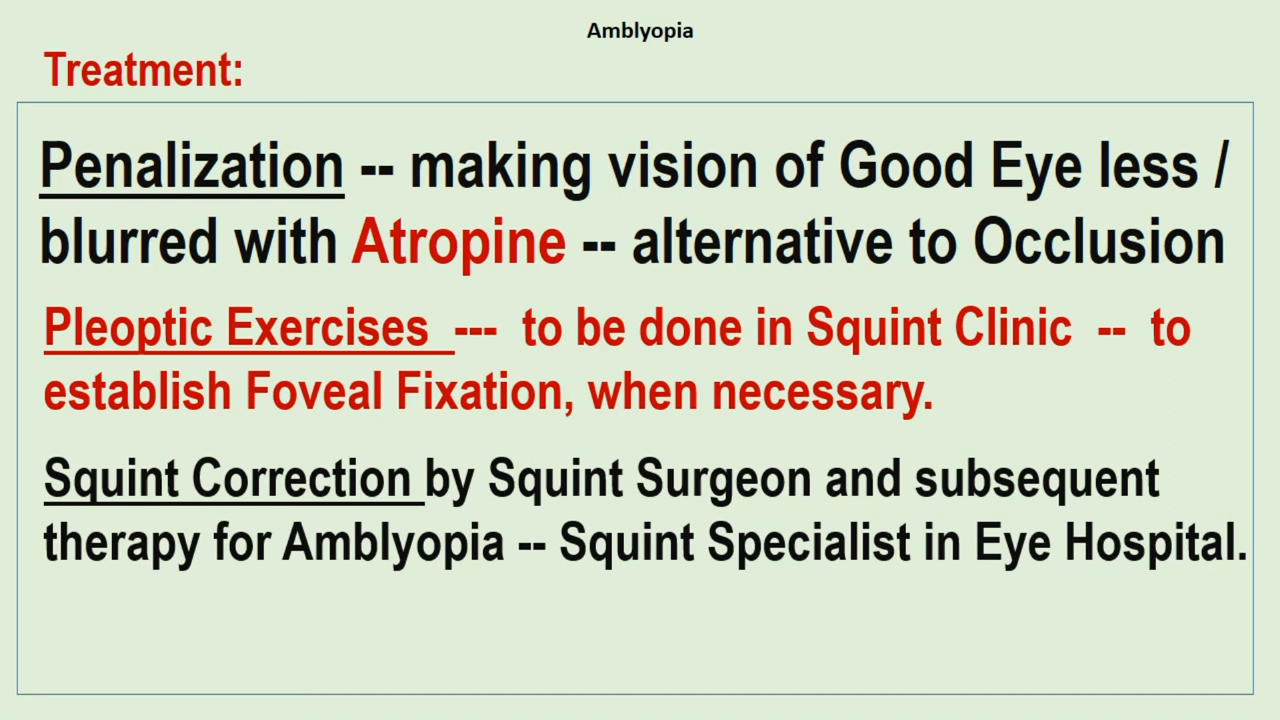 Amblyopia
Treatment:
Penalization -- making vision of Good Eye less /
blurred with Atropine -- alternative to Occlusion
Pleoptic Exercises --- to be done in Squint Clinic -- to
establish Foveal Fixation, when necessary.
Squint Correction by Squint Surgeon and subsequent
therapy for Amblyopia -- Squint Specialist in Eye Hospital.